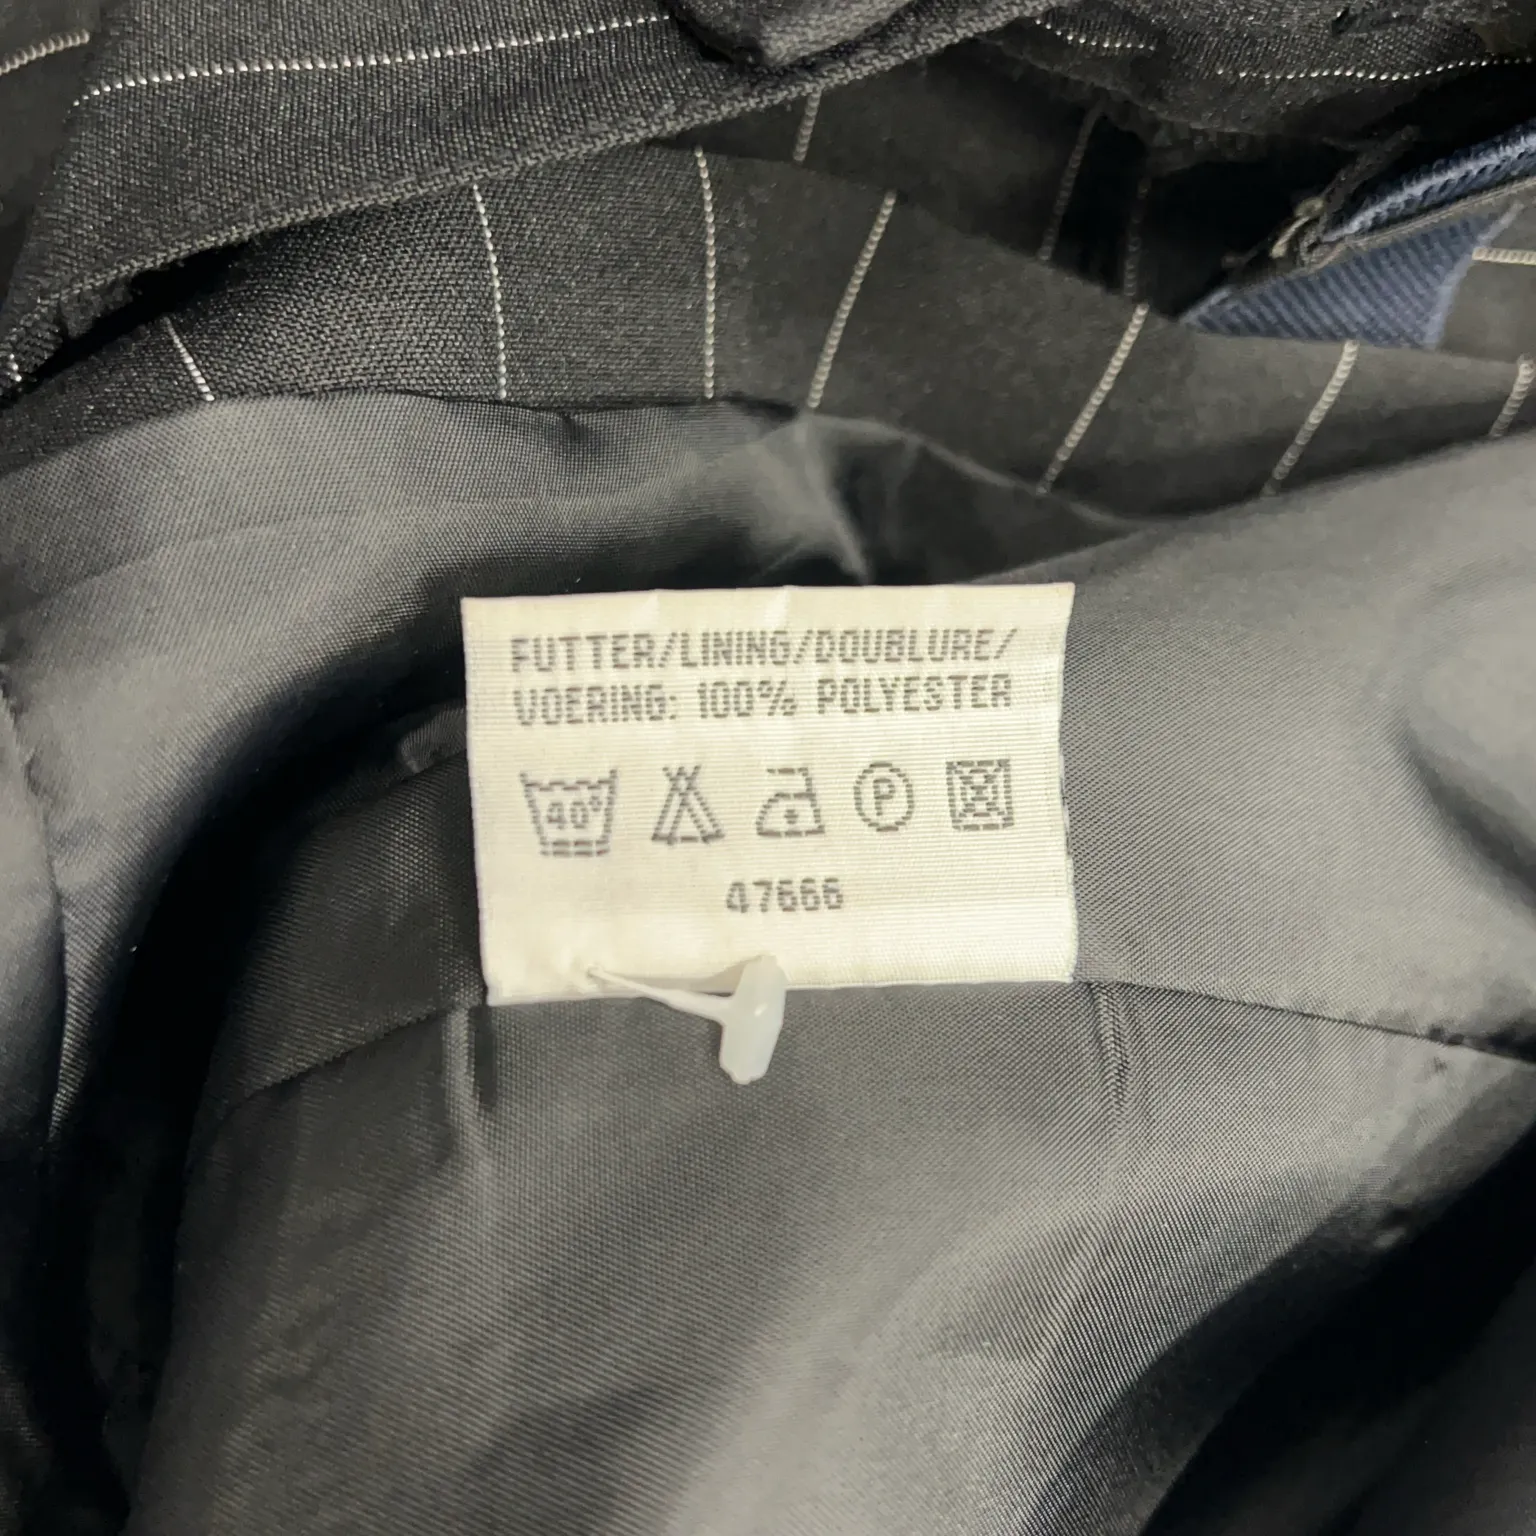 FUTTER/LINING/DOUBLURE/
VOERING: 100% POLYESTER
40° P
47666